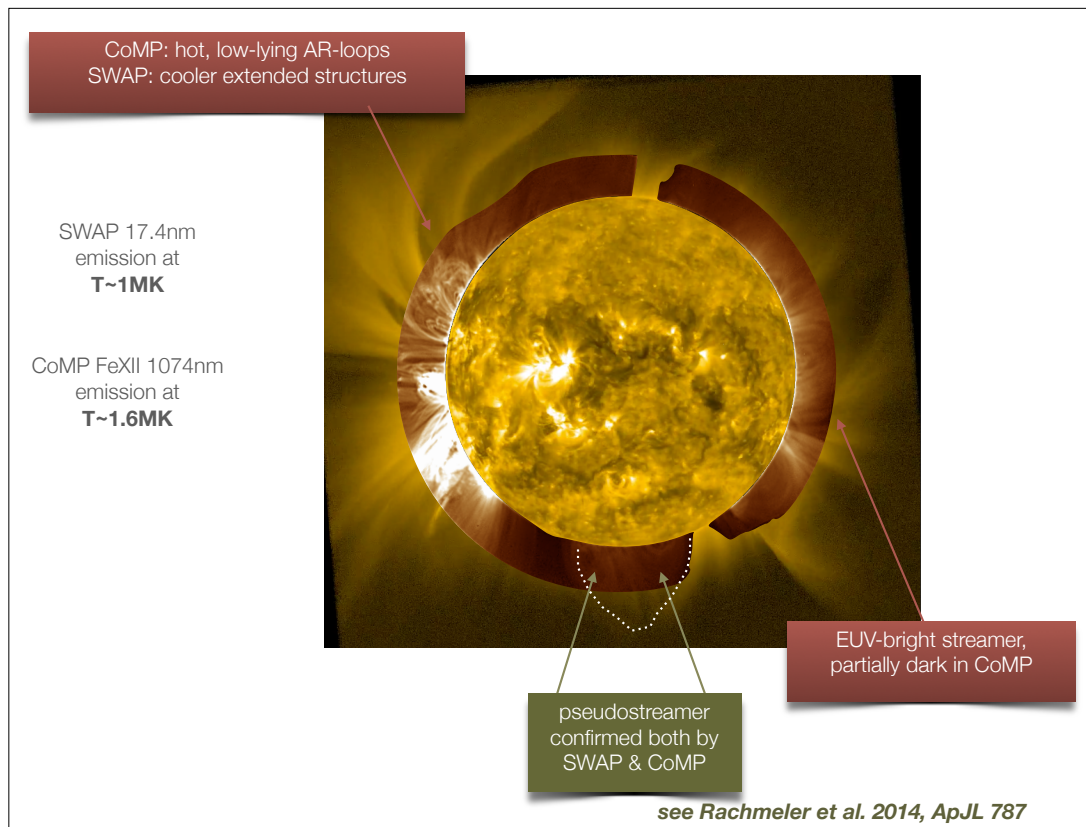 CoMP: hot, low-lying AR-loops
SWAP: cooler extended structures
SWAP 17.4nm
emission at
T~1MK
CoMP FeXII 1074nm
emission at
T~1.6MK
EUV-bright streamer,
partially dark in CoMP
pseudostreamer
confirmed both by
SWAP & CoMP
see Rachmeler et al. 2014, ApJL 787